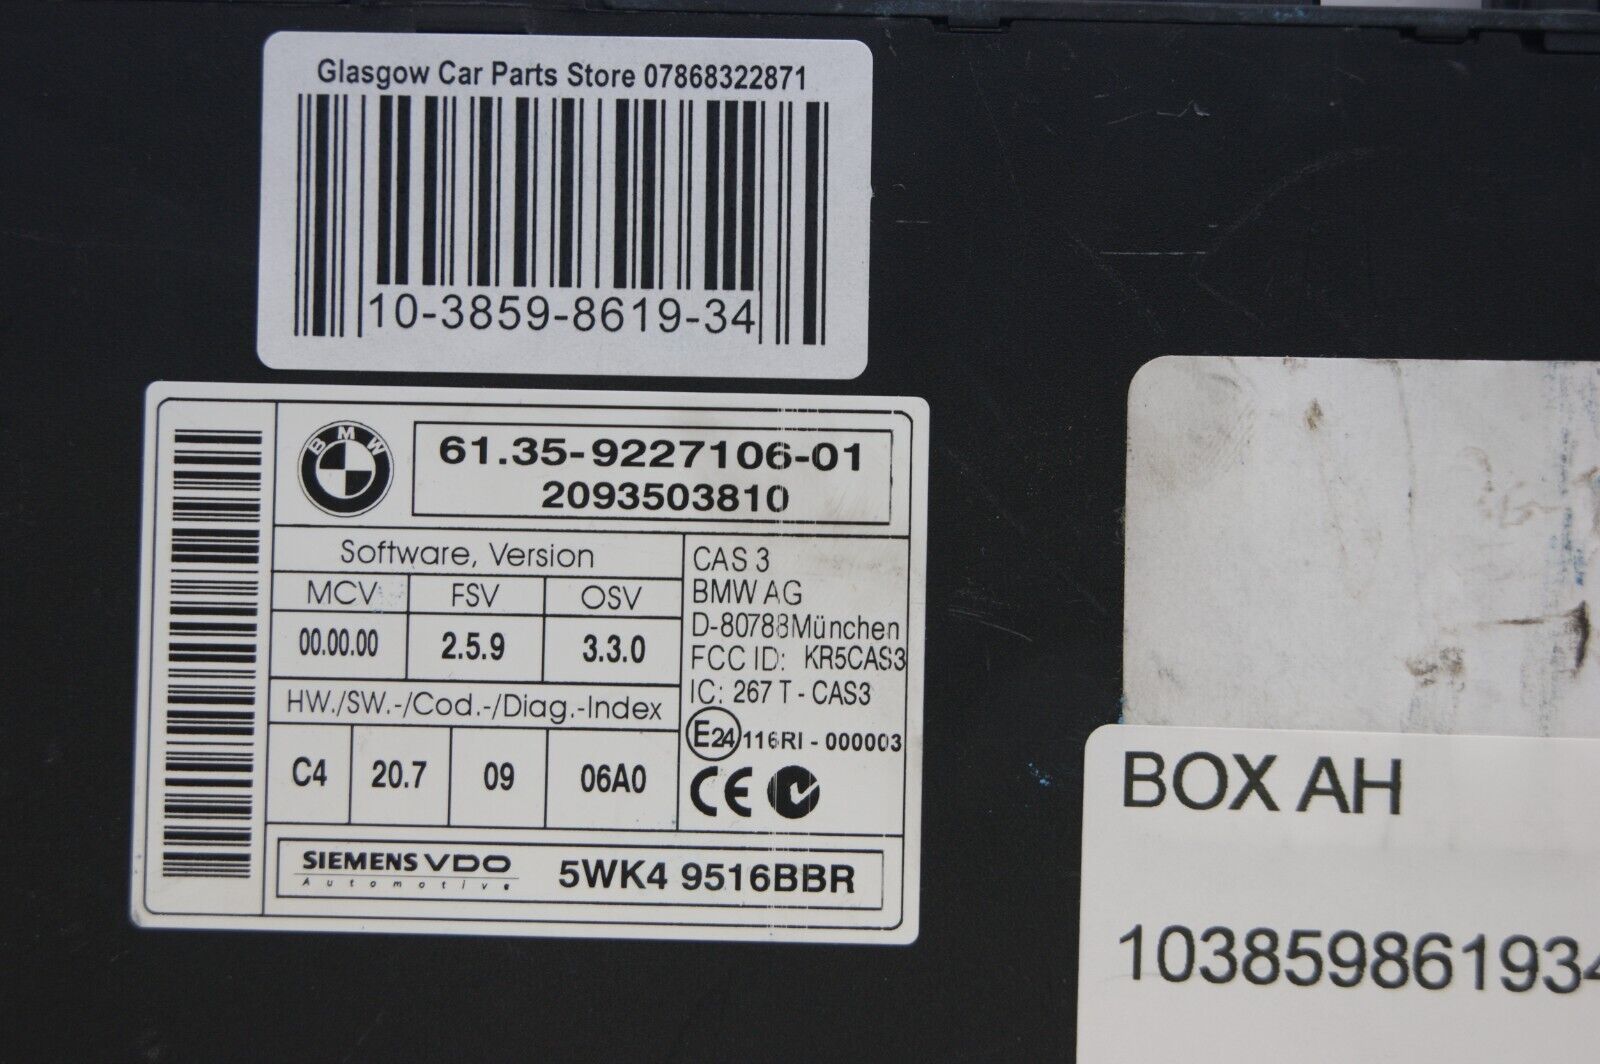 Glasgow Car Parts Store 07868322871
10-3859-8619-34
BMW
61.35-9227106-01
2093503810
Software, Version
MCV FSV OSV
00.00.00 2.5.9 3.3.0
HW./SW.-/Cod.-/Diag.-Index
C4 20.7 09 06A0
CAS 3
BMW AG
D-80788 München
FCC ID: KR5CAS3
IC: 267 T - CAS3
E24 116RI - 000003
CE
SIEMENS VDO
Automotive
5WK4 9516BBR
BOX AH
103859861934